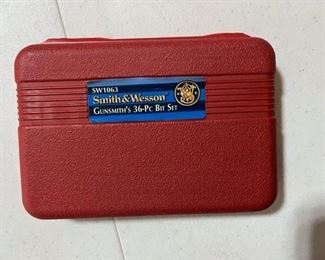 SW1063
Smith & Wesson
GUNSMITH'S 36-PC BIT SET